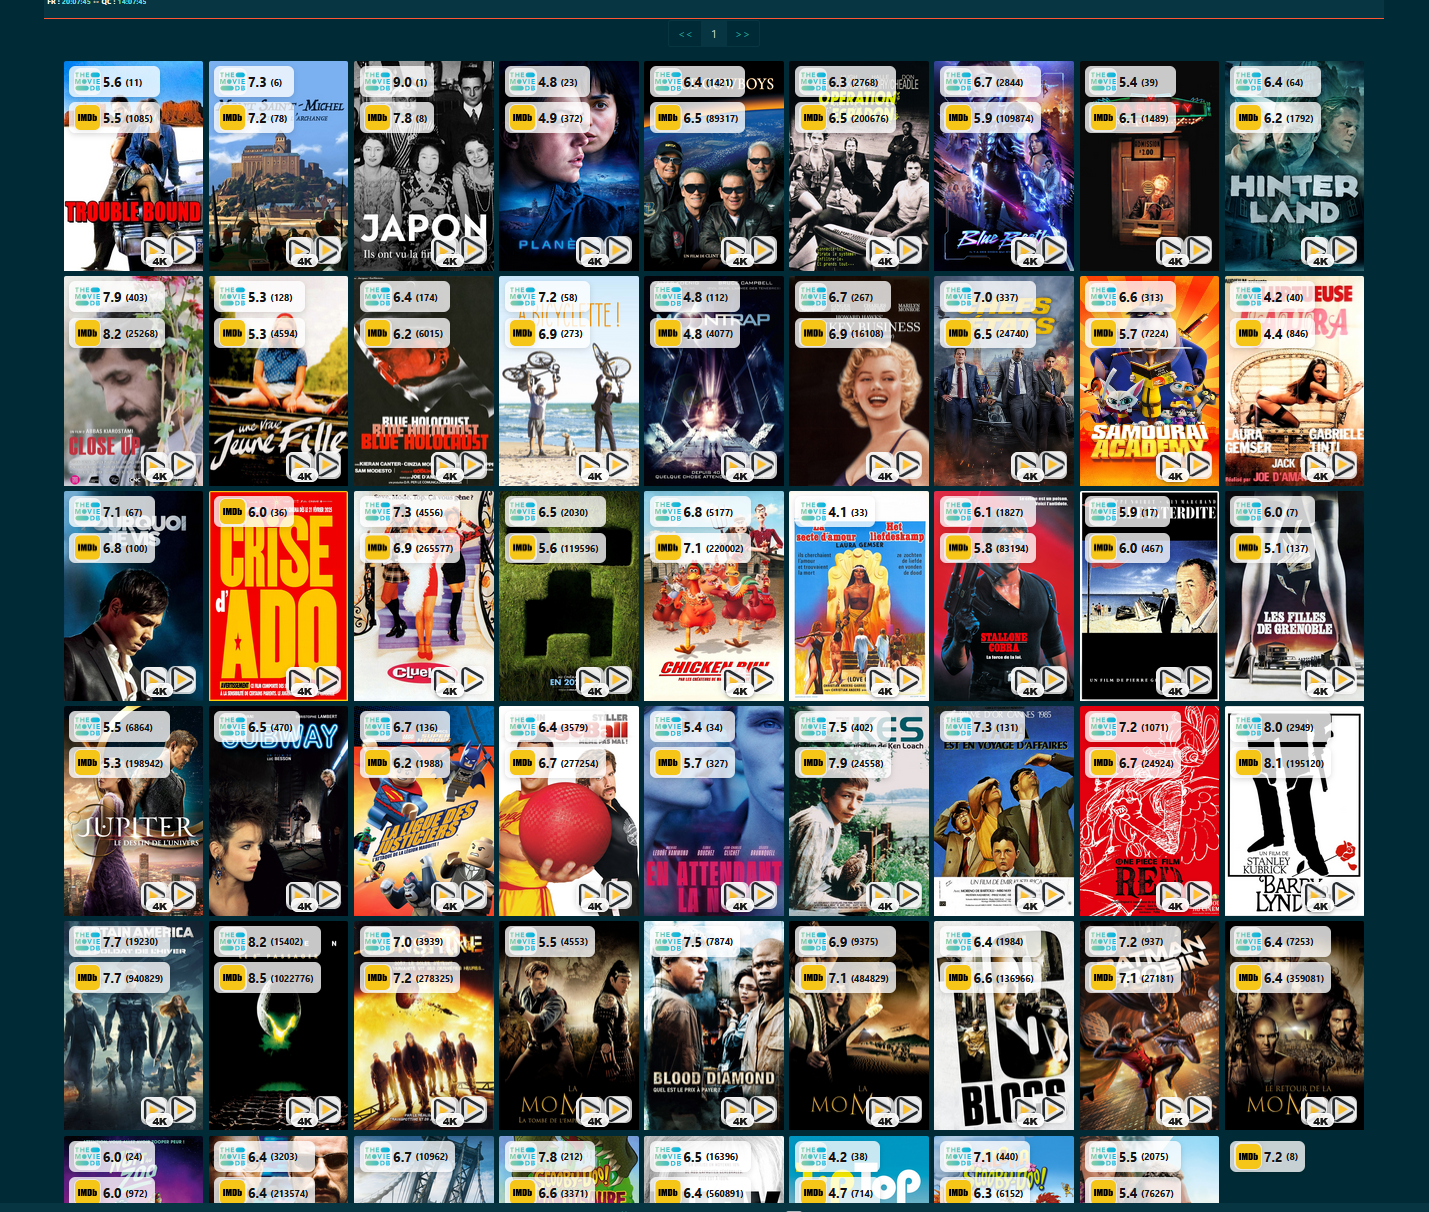 FR : 20:07:45 -- QC : 14:07:45
<< 1 >>
THE MOVIE DB 5.6 (11)
IMDb 5.5 (1085)
TROUBLE BOUND
4K
THE MOVIE DB 7.3 (6)
IMDb 7.2 (78)
4K
THE MOVIE DB 9.0 (1)
IMDb 7.8 (8)
JAPON
Ils ont vu la fin
4K
THE MOVIE DB 4.8 (23)
IMDb 4.9 (372)
4K
THE MOVIE DB 6.4 (1421)
IMDb 6.5 (89317)
4K
THE MOVIE DB 6.3 (2768)
IMDb 6.5 (200676)
OPERATION
4K
THE MOVIE DB 6.7 (2844)
IMDb 5.9 (109874)
4K
THE MOVIE DB 5.4 (39)
IMDb 6.1 (1489)
4K
THE MOVIE DB 6.4 (64)
IMDb 6.2 (1792)
HINTER
LAND
4K
THE MOVIE DB 7.9 (403)
IMDb 8.2 (25268)
CLOSE UP
4K
THE MOVIE DB 5.3 (128)
IMDb 5.3 (4594)
une Vraie
Jeune Fille
4K
THE MOVIE DB 6.4 (174)
IMDb 6.2 (6015)
BLUE HOLOCAUST
BLUE HOLOCAUST
BLUE HOLOCAUST
4K
THE MOVIE DB 7.2 (58)
IMDb 6.9 (273)
À BICYCLETTE !
4K
THE MOVIE DB 4.8 (112)
IMDb 4.8 (4077)
MOONTRAP
4K
THE MOVIE DB 6.7 (267)
IMDb 6.9 (16108)
4K
THE MOVIE DB 7.0 (337)
IMDb 6.5 (24740)
4K
THE MOVIE DB 6.6 (313)
IMDb 5.7 (7224)
SAMOURAÏ
ACADEMY
4K
THE MOVIE DB 4.2 (40)
IMDb 4.4 (846)
LAURA GEMSER
GABRIELE TINTI
JACK
4K
THE MOVIE DB 7.1 (67)
IMDb 6.8 (100)
4K
IMDb 6.0 (36)
CRISE
d'
ADO
4K
THE MOVIE DB 7.3 (4556)
IMDb 6.9 (265577)
4K
THE MOVIE DB 6.5 (2030)
IMDb 5.6 (119596)
4K
THE MOVIE DB 6.8 (5177)
IMDb 7.1 (220002)
CHICKEN RUN
4K
THE MOVIE DB 4.1 (33)
secte d'amour
Het liefdeskamp
LAURA GEMSER
4K
THE MOVIE DB 6.1 (1827)
IMDb 5.8 (83194)
STALLONE
COBRA
Le bras de la loi.
4K
THE MOVIE DB 5.9 (17)
IMDb 6.0 (467)
4K
THE MOVIE DB 6.0 (7)
IMDb 5.1 (137)
LES FILLES
DE GRENOBLE
4K
THE MOVIE DB 5.5 (6864)
IMDb 5.3 (198942)
JUPITER
LE DESTIN DE L'UNIVERS
4K
THE MOVIE DB 6.5 (470)
SUBWAY
LUC BESSON
4K
THE MOVIE DB 6.7 (136)
IMDb 6.2 (1988)
LA LIGUE DES
JUSTICIERS
4K
THE MOVIE DB 6.4 (3579)
IMDb 6.7 (277254)
4K
THE MOVIE DB 5.4 (34)
IMDb 5.7 (327)
EN ATTENDANT
4K
THE MOVIE DB 7.5 (402)
IMDb 7.9 (24558)
KES
un film de Ken Loach
4K
THE MOVIE DB 7.3 (131)
EST EN VOYAGE D'AFFAIRES
4K
THE MOVIE DB 7.2 (1071)
IMDb 6.7 (24924)
ONE PIECE FILM
RED
4K
THE MOVIE DB 8.0 (2949)
IMDb 8.1 (195120)
UN FILM DE
STANLEY
KUBRICK
BARRY
LYNDON
4K
THE MOVIE DB 7.7 (19230)
IMDb 7.7 (940829)
4K
THE MOVIE DB 8.2 (15402)
IMDb 8.5 (1022776)
4K
THE MOVIE DB 7.0 (3939)
IMDb 7.2 (278325)
4K
THE MOVIE DB 5.5 (4553)
LA
MOM
4K
THE MOVIE DB 7.5 (7874)
BLOOD DIAMOND
QUEL EST LE PRIX À PAYER ?
4K
THE MOVIE DB 6.9 (9375)
IMDb 7.1 (484829)
LA
MOM
4K
THE MOVIE DB 6.4 (1984)
IMDb 6.6 (136966)
16
BLOCS
4K
THE MOVIE DB 7.2 (937)
IMDb 7.1 (27181)
4K
THE MOVIE DB 6.4 (7253)
IMDb 6.4 (359081)
LE RETOUR DE LA
MOM
4K
THE MOVIE DB 6.0 (24)
IMDb 6.0 (972)
THE MOVIE DB 6.4 (3203)
IMDb 6.4 (213574)
THE MOVIE DB 6.7 (10962)
THE MOVIE DB 7.8 (212)
IMDb 6.6 (3371)
THE MOVIE DB 6.5 (16396)
IMDb 6.4 (560891)
THE MOVIE DB 4.2 (38)
IMDb 4.7 (714)
THE MOVIE DB 7.1 (440)
IMDb 6.3 (6152)
THE MOVIE DB 5.5 (2075)
IMDb 5.4 (76267)
IMDb 7.2 (8)